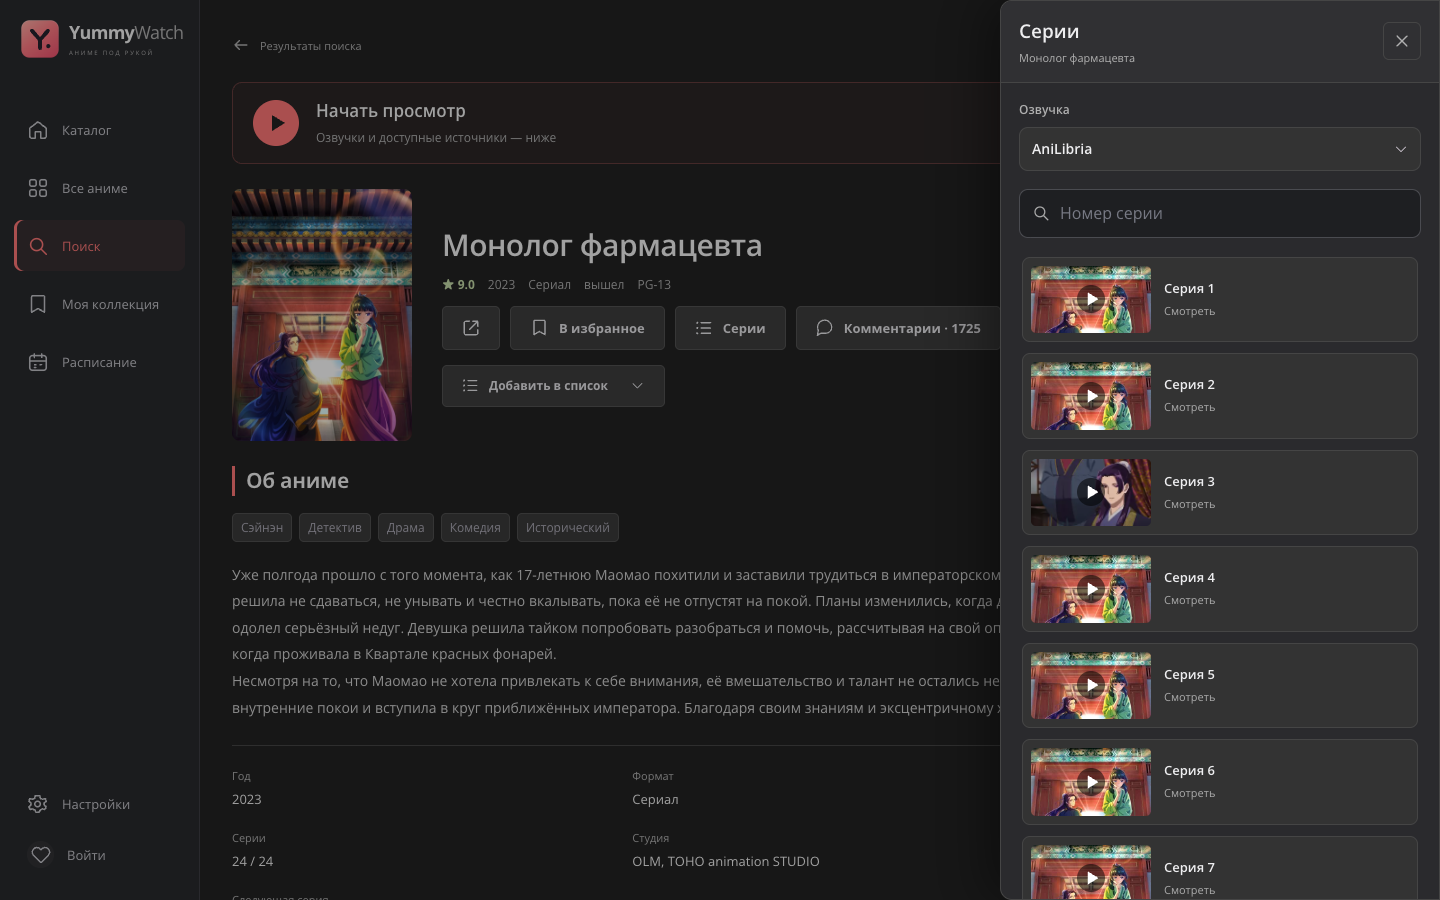 YummyWatch
АНИМЕ ПОД РУКОЙ
Каталог
Все аниме
Поиск
Моя коллекция
Расписание
Настройки
Войти
Результаты поиска
Начать просмотр
Озвучки и доступные источники — ниже
Монолог фармацевта
9.0 2023 Сериал вышел PG-13
В избранное
Серии
Комментарии · 1725
Добавить в список
Об аниме
Сэйнэн Детектив Драма Комедия Исторический
Уже полгода прошло с того момента, как 17-летнюю Маомао похитили и заставили трудиться в императорском
решила не сдаваться, не унывать и честно вкалывать, пока её не отпустят на покой. Планы изменились, когда
одолел серьёзный недуг. Девушка решила тайком попробовать разобраться и помочь, рассчитывая на свой
когда проживала в Квартале красных фонарей.
Несмотря на то, что Маомао не хотела привлекать к себе внимания, её вмешательство и талант не остались
внутренние покои и вступила в круг приближённых императора. Благодаря своим знаниям и эксцентричному
Год
2023
Формат
Сериал
Серии
24 / 24
Студия
OLM, TOHO animation STUDIO
Серии
Монолог фармацевта
Озвучка
AniLibria
Номер серии
Серия 1
Смотреть
Серия 2
Смотреть
Серия 3
Смотреть
Серия 4
Смотреть
Серия 5
Смотреть
Серия 6
Смотреть
Серия 7
Смотреть